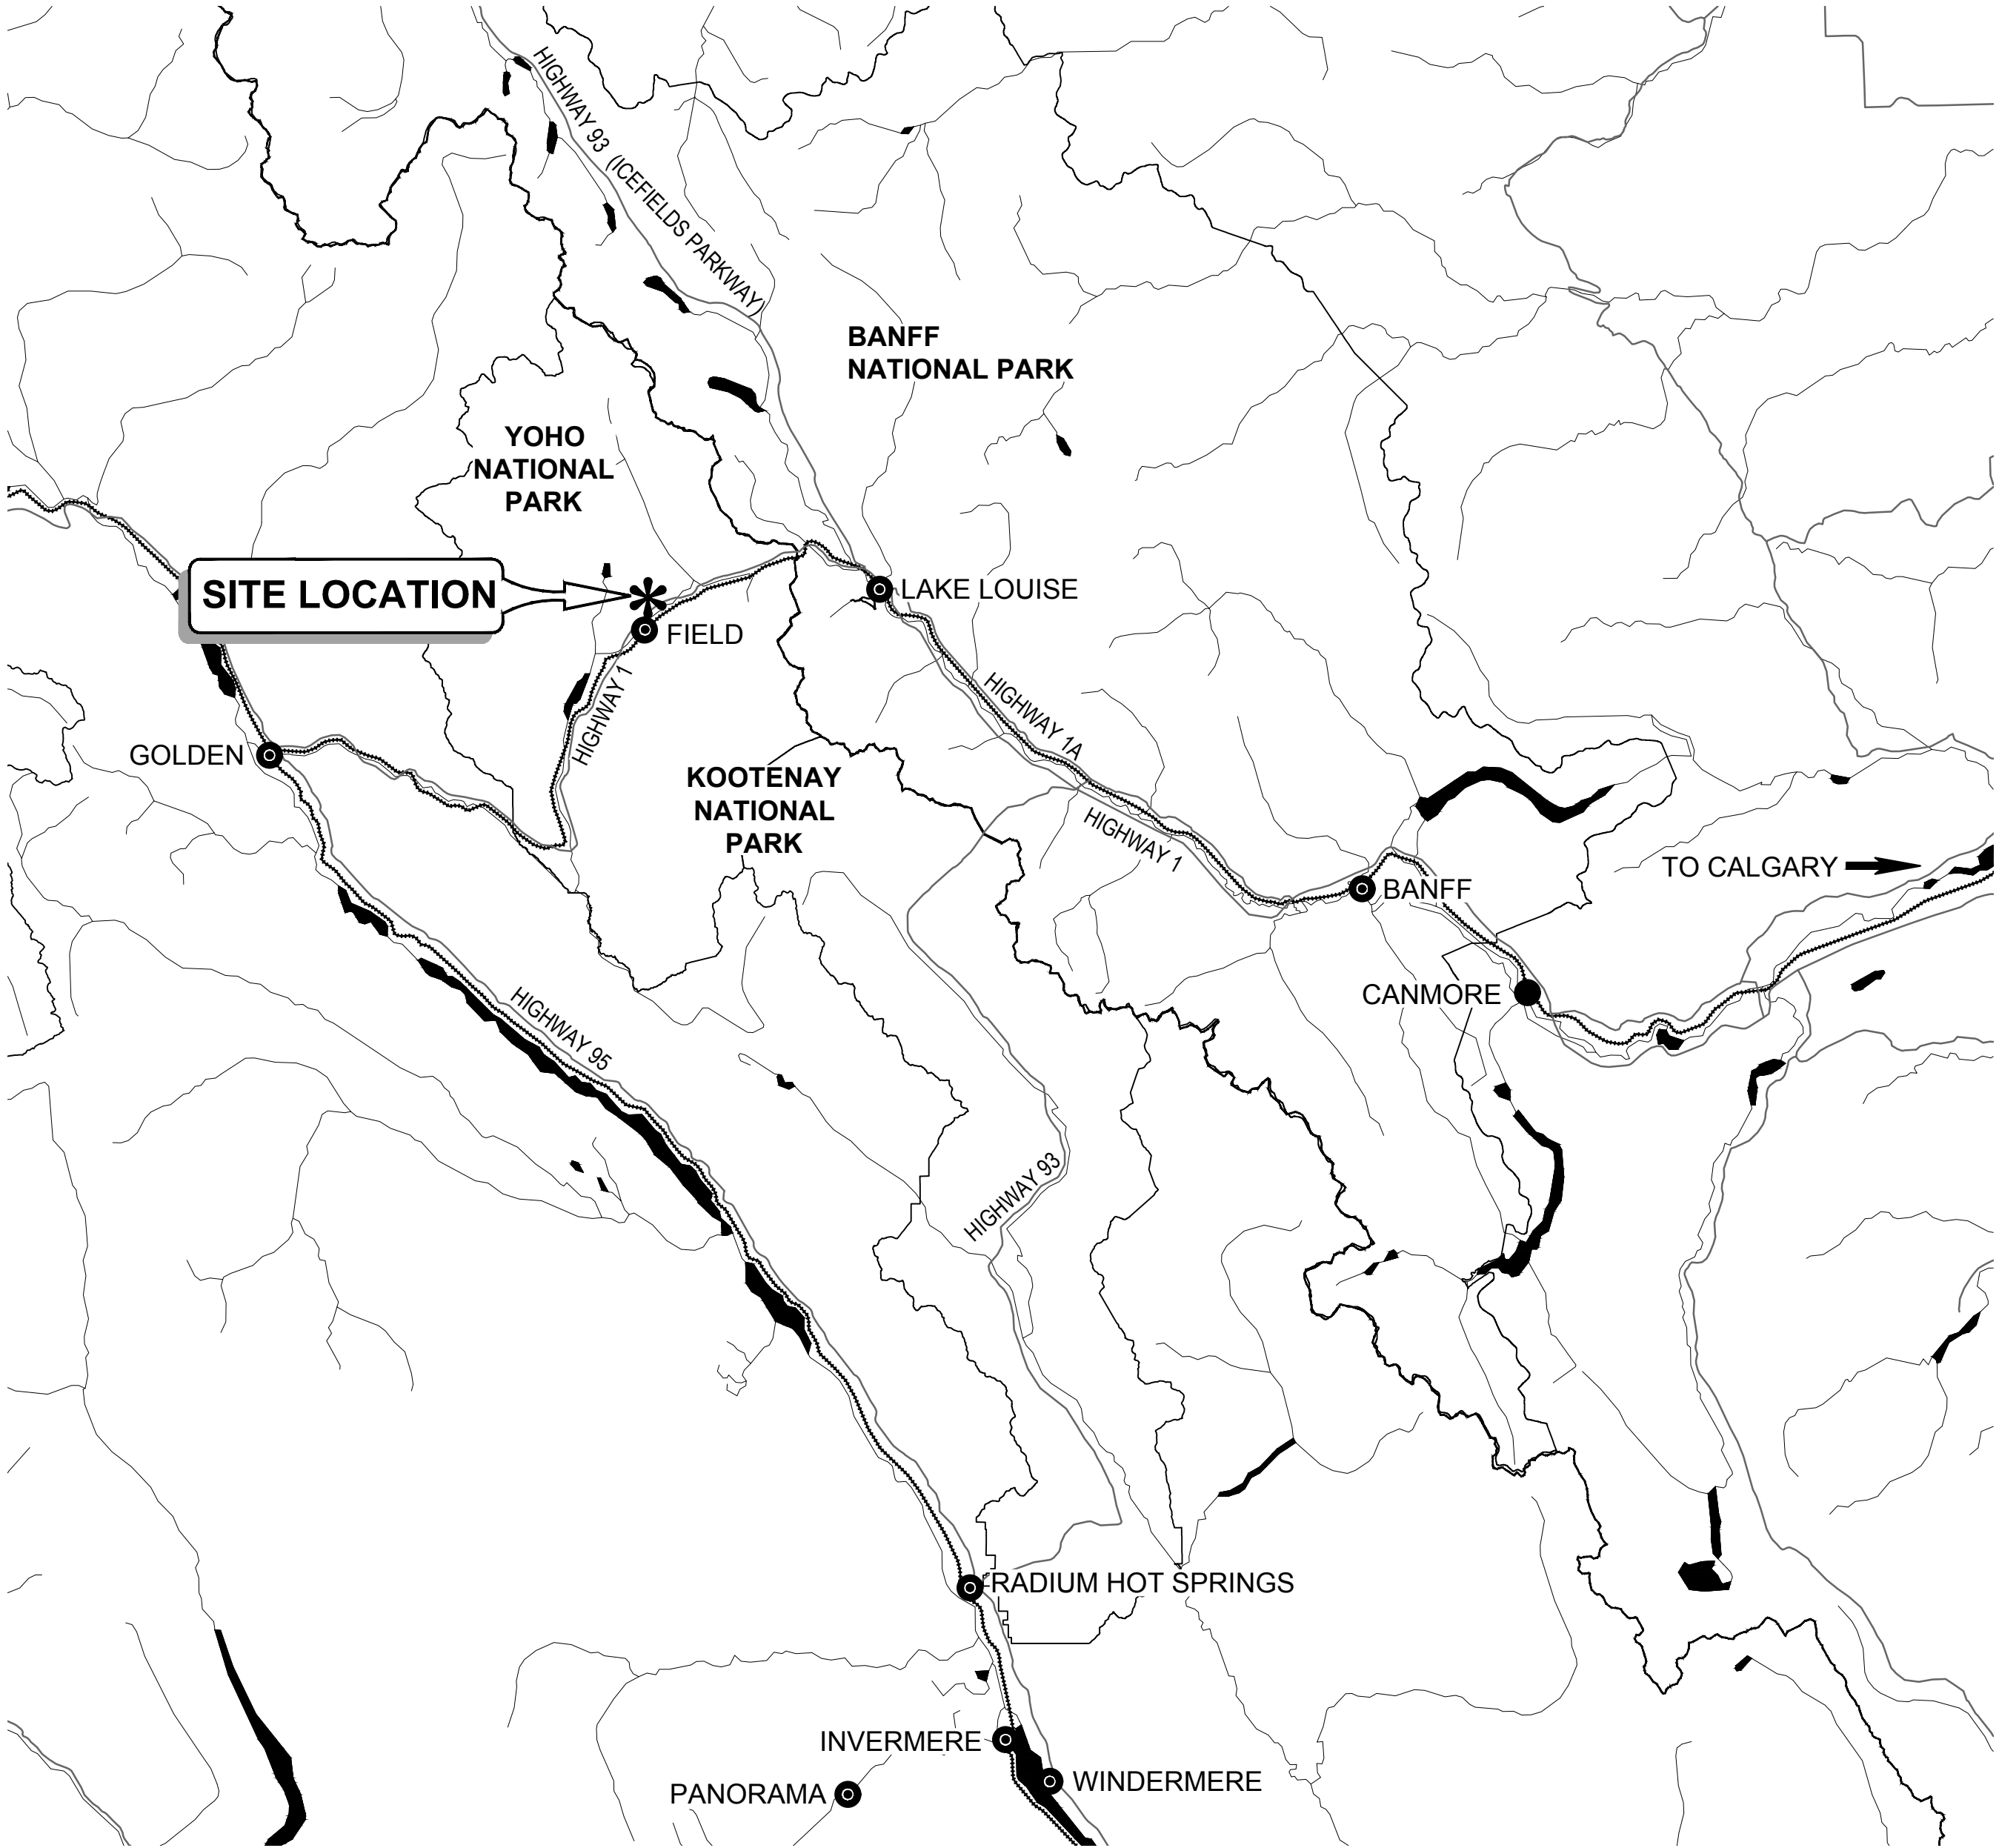 HIGHWAY 93 (ICEFIELDS PARKWAY)
BANFF
NATIONAL PARK
YOHO
NATIONAL
PARK
SITE LOCATION
LAKE LOUISE
FIELD
HIGHWAY 1
HIGHWAY 1A
GOLDEN
KOOTENAY
NATIONAL
PARK
HIGHWAY 1
TO CALGARY
BANFF
CANMORE
HIGHWAY 95
HIGHWAY 93
RADIUM HOT SPRINGS
INVERMERE
WINDERMERE
PANORAMA